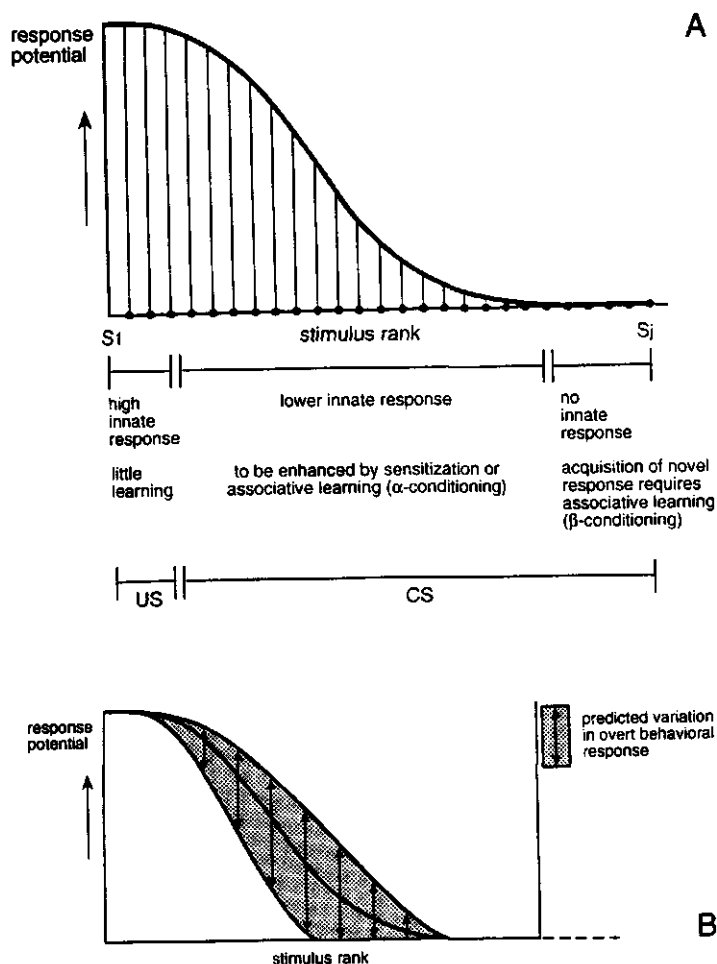 A
response
potential
S1
stimulus rank
Sj
high
innate
response
lower innate response
no
innate
response
little
learning
to be enhanced by sensitization or
associative learning (α-conditioning)
acquisition of novel
response requires
associative learning
(β-conditioning)
US
CS
response
potential
predicted variation
in overt behavioral
response
B
stimulus rank